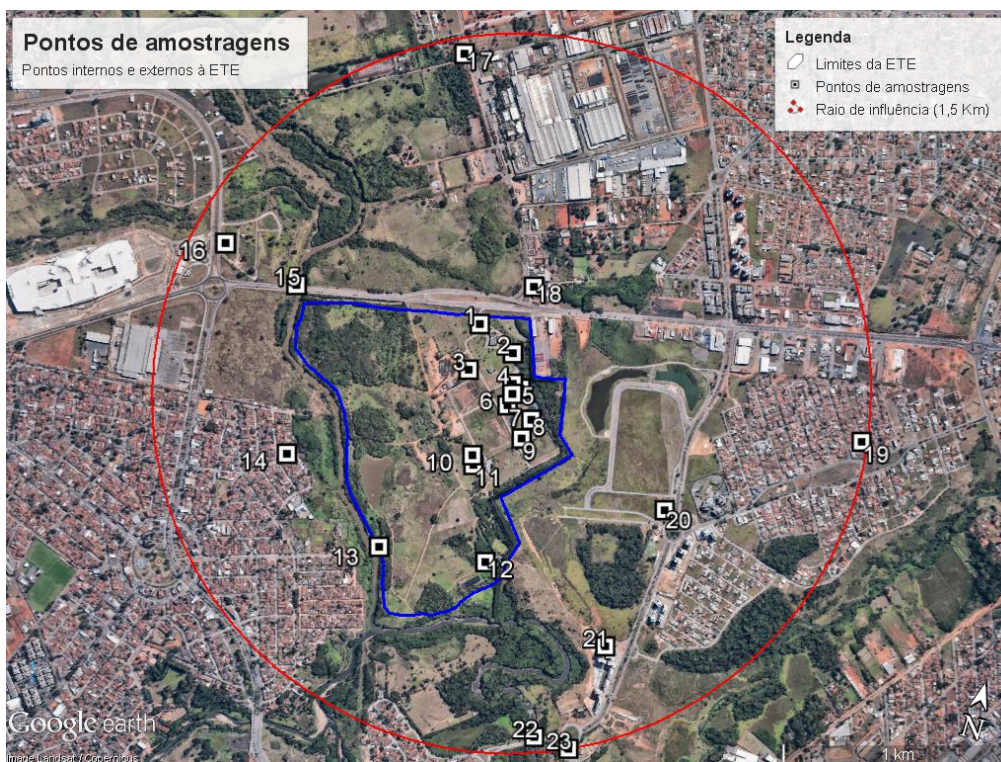 Pontos de amostragens
Pontos internos e externos à ETE
Legenda
Limites da ETE
Pontos de amostragens
Raio de influência (1,5 Km)
17
16
15
18
1
2
3
4
5
6
7
8
9
10
11
14
19
20
13
12
21
22
23
Google earth
Image Landsat / Copernicus
1 km
N